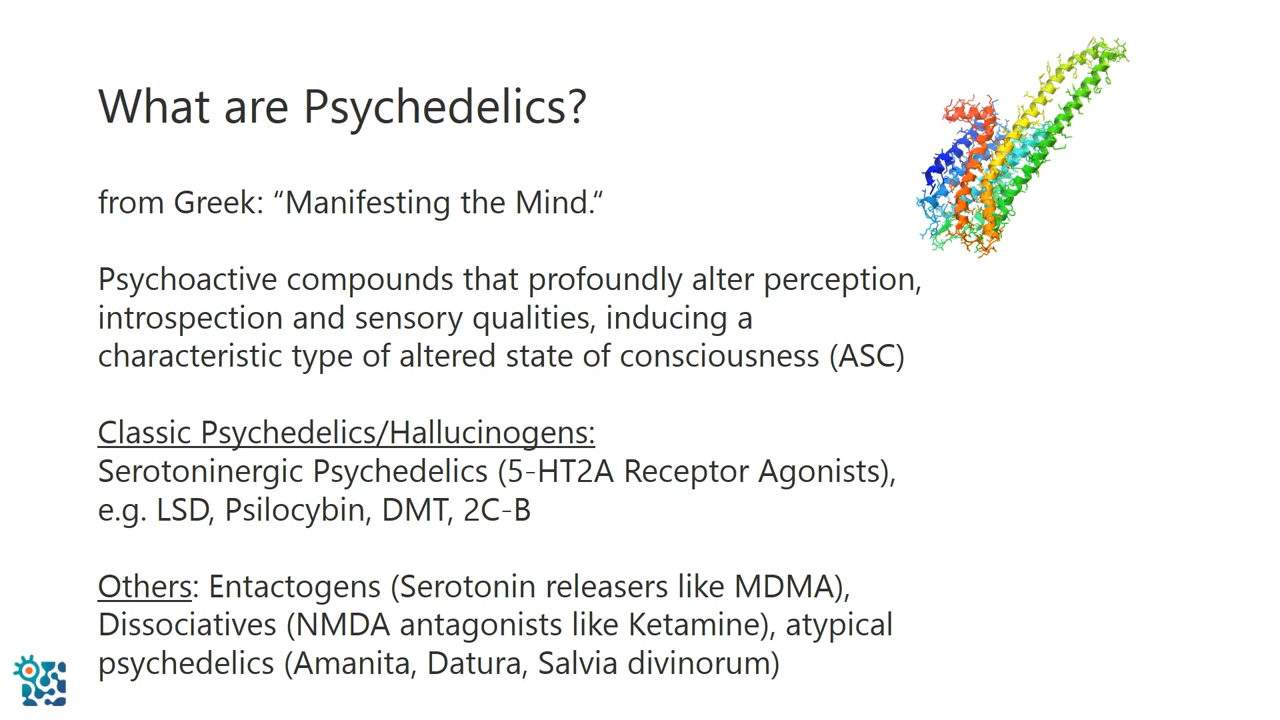 What are Psychedelics?
from Greek: “Manifesting the Mind.“
Psychoactive compounds that profoundly alter perception,
introspection and sensory qualities, inducing a
characteristic type of altered state of consciousness (ASC)
Classic Psychedelics/Hallucinogens:
Serotoninergic Psychedelics (5-HT2A Receptor Agonists),
e.g. LSD, Psilocybin, DMT, 2C-B
Others: Entactogens (Serotonin releasers like MDMA),
Dissociatives (NMDA antagonists like Ketamine), atypical
psychedelics (Amanita, Datura, Salvia divinorum)